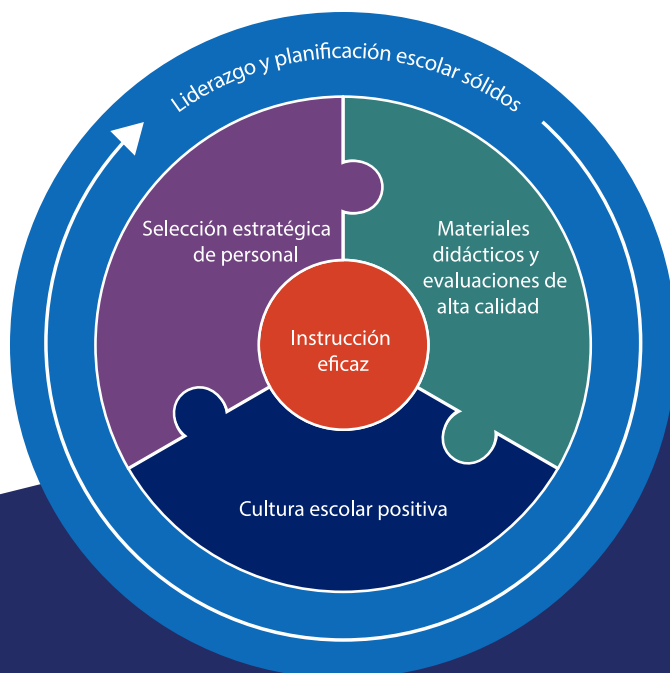 Liderazgo y planificación escolar sólidos
Selección estratégica
de personal
Materiales
didácticos y
evaluaciones de
alta calidad
Instrucción
eficaz
Cultura escolar positiva